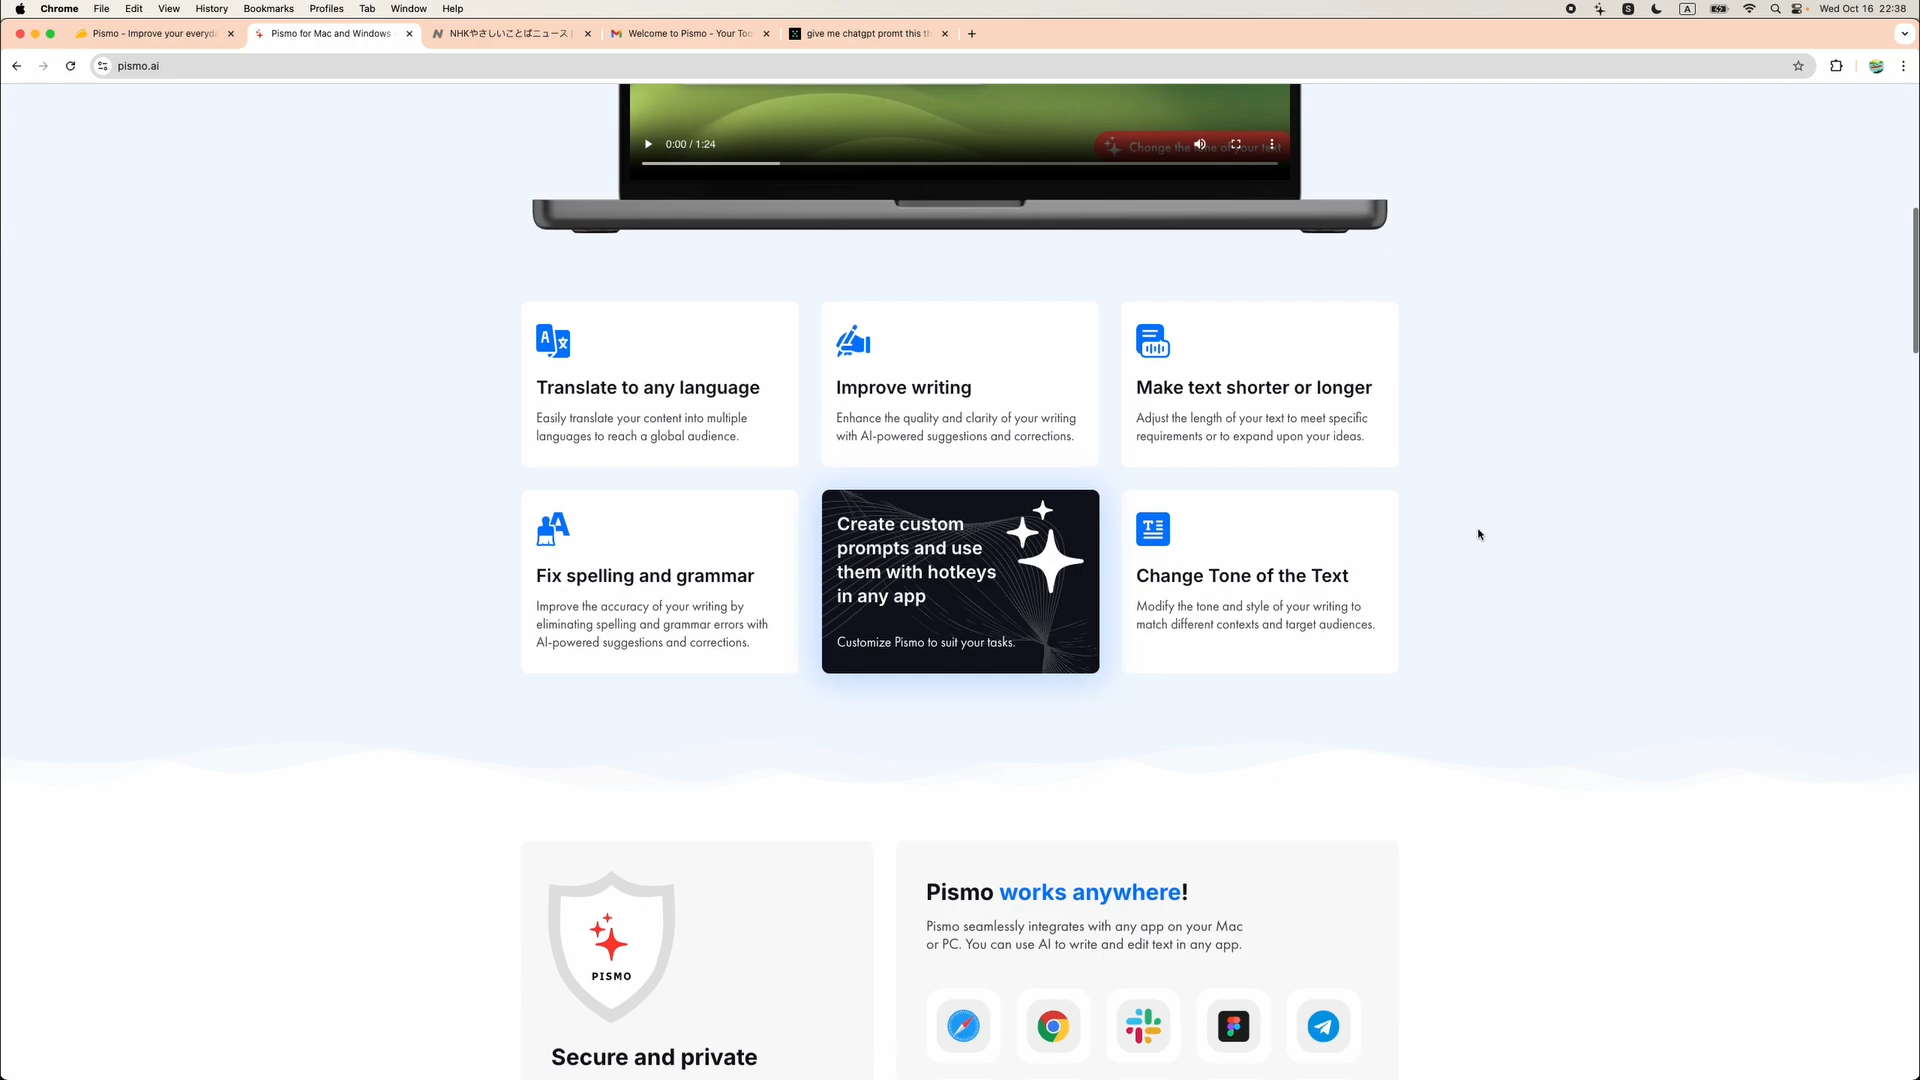 Chrome File Edit View History Bookmarks Profiles Tab Window Help Wed Oct 16 22:38
Pismo - Improve your everyda Pismo for Mac and Windows NHKやさしいことばニュース Welcome to Pismo - Your Too give me chatgpt promt this th
pismo.ai
0:00 / 1:24
Change the tone of your text
Translate to any language
Easily translate your content into multiple
languages to reach a global audience.
Improve writing
Enhance the quality and clarity of your writing
with AI-powered suggestions and corrections.
Make text shorter or longer
Adjust the length of your text to meet specific
requirements or to expand upon your ideas.
Fix spelling and grammar
Improve the accuracy of your writing by
eliminating spelling and grammar errors with
AI-powered suggestions and corrections.
Create custom
prompts and use
them with hotkeys
in any app
Customize Pismo to suit your tasks.
Change Tone of the Text
Modify the tone and style of your writing to
match different contexts and target audiences.
PISMO
Secure and private
Pismo works anywhere!
Pismo seamlessly integrates with any app on your Mac
or PC. You can use AI to write and edit text in any app.